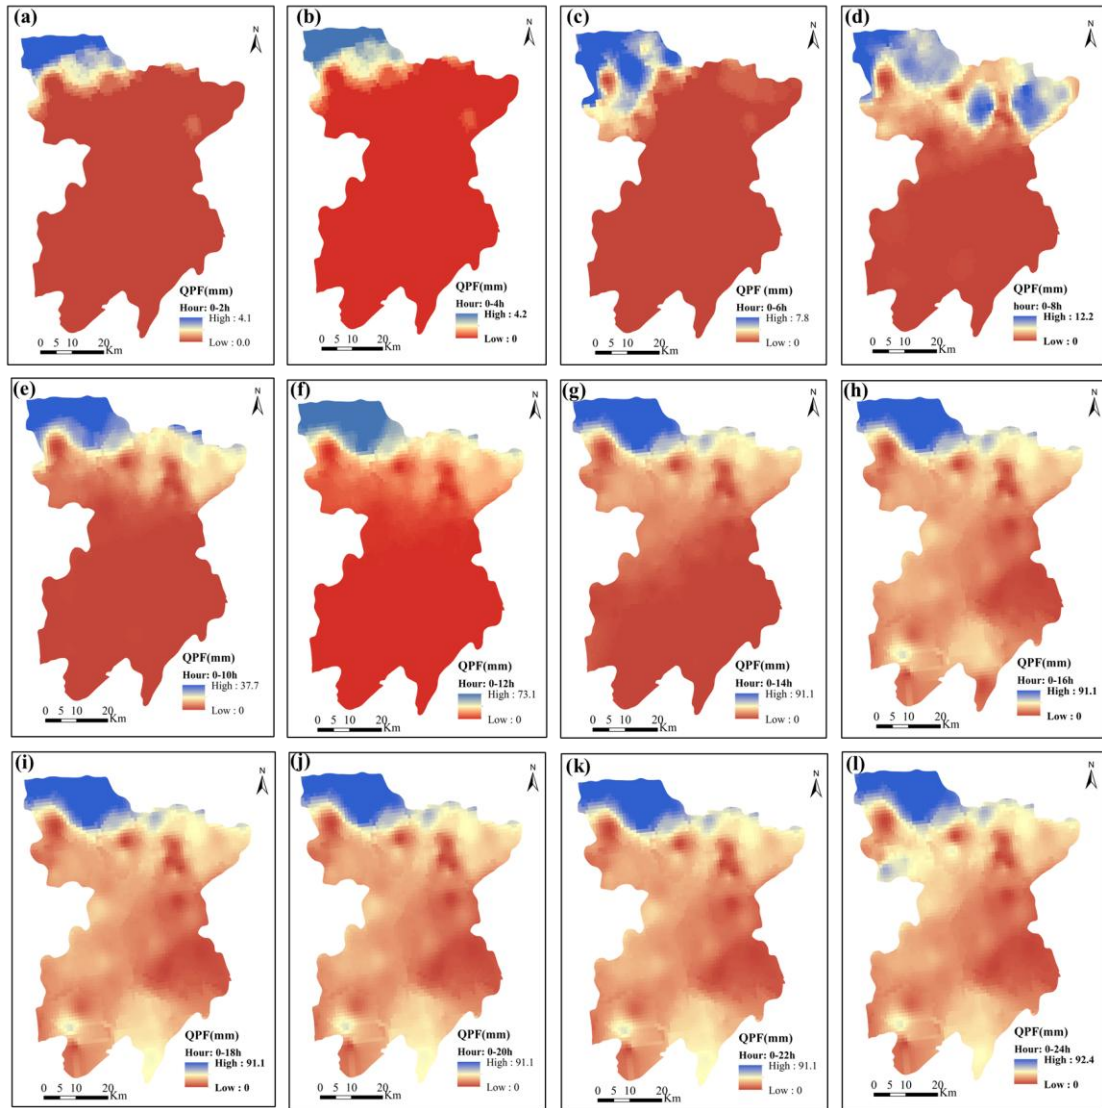 (a)
N
QPF(mm)
Hour: 0-2h
High : 4.1
Low : 0.0
0 5 10 20
Km
(b)
N
QPF(mm)
Hour: 0-4h
High : 4.2
Low : 0
0 5 10 20
Km
(c)
N
QPF (mm)
Hour: 0-6h
High : 7.8
Low : 0
0 5 10 20
Km
(d)
N
QPF(mm)
hour: 0-8h
High : 12.2
Low : 0
0 5 10 20
Km
(e)
N
QPF(mm)
Hour: 0-10h
High : 37.7
Low : 0
0 5 10 20
Km
(f)
N
QPF(mm)
Hour: 0-12h
High : 73.1
Low : 0
0 5 10 20
Km
(g)
N
QPF(mm)
Hour: 0-14h
High : 91.1
Low : 0
0 5 10 20
Km
(h)
N
QPF(mm)
Hour: 0-16h
High : 91.1
Low : 0
0 5 10 20
Km
(i)
N
QPF(mm)
Hour: 0-18h
High : 91.1
Low : 0
0 5 10 20
Km
(j)
N
QPF(mm)
Hour: 0-20h
High : 91.1
Low : 0
0 5 10 20
Km
(k)
N
QPF(mm)
Hour: 0-22h
High : 91.1
Low : 0
0 5 10 20
Km
(l)
N
QPF(mm)
Hour: 0-24h
High : 92.4
Low : 0
0 5 10 20
Km